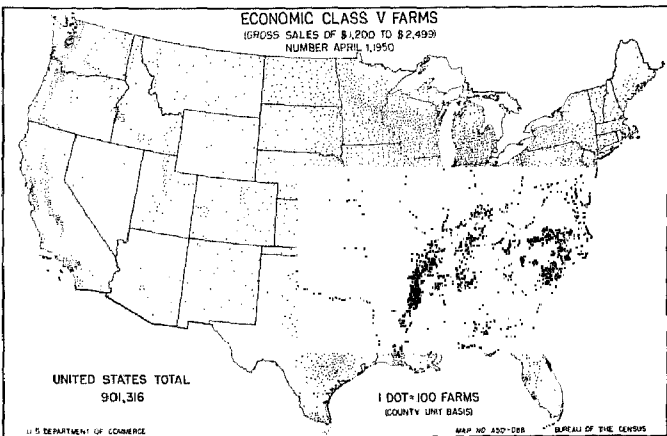 ECONOMIC CLASS V FARMS
(GROSS SALES OF $1,200 TO $2,499)
NUMBER APRIL 1, 1950
UNITED STATES TOTAL
901,316
1 DOT=100 FARMS
(COUNTY UNIT BASIS)
U S DEPARTMENT OF COMMERCE
MAP NO A50-088
BUREAU OF THE CENSUS